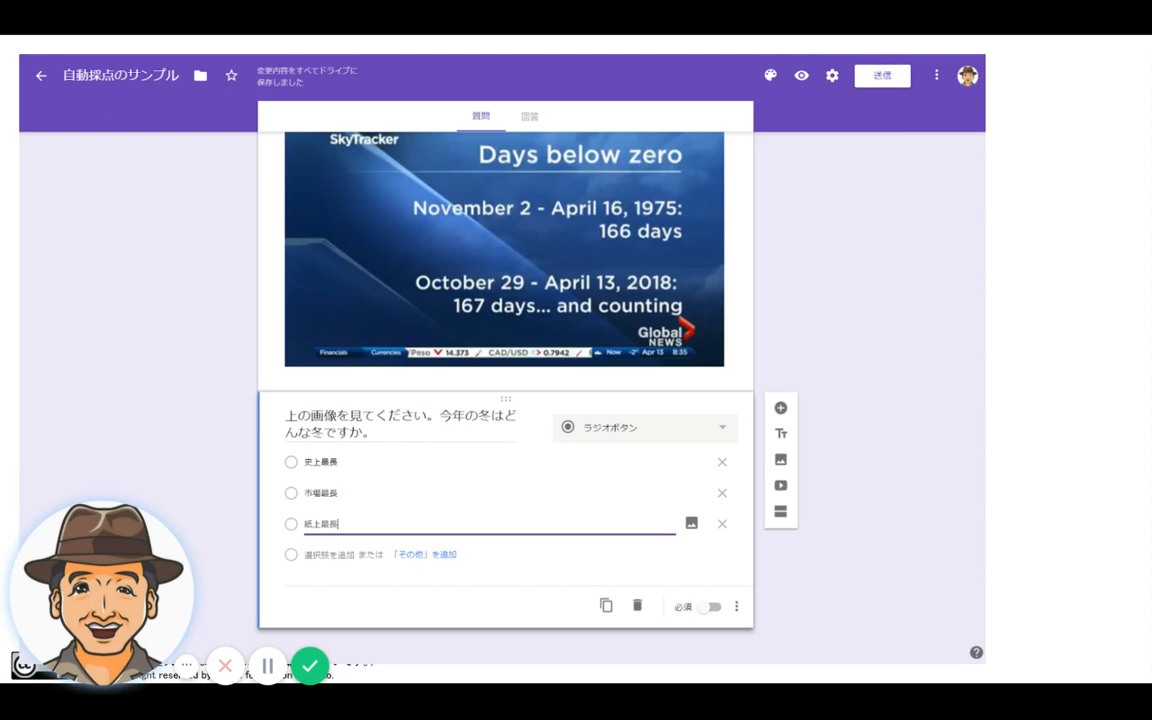 自動採点のサンプル
変更内容をすべてドライブに
保存しました
送信
質問
回答
SkyTracker
Days below zero
November 2 - April 16, 1975:
166 days
October 29 - April 13, 2018:
167 days... and counting
Global
NEWS
Financials Currencies Peso 14.373 CAD/USD 0.7942 Now -2° Apr 13 8:35
上の画像を見てください。今年の冬はど
んな冬ですか。
ラジオボタン
史上最長
市場最長
紙上最長
選択肢を追加 または 「その他」を追加
必須